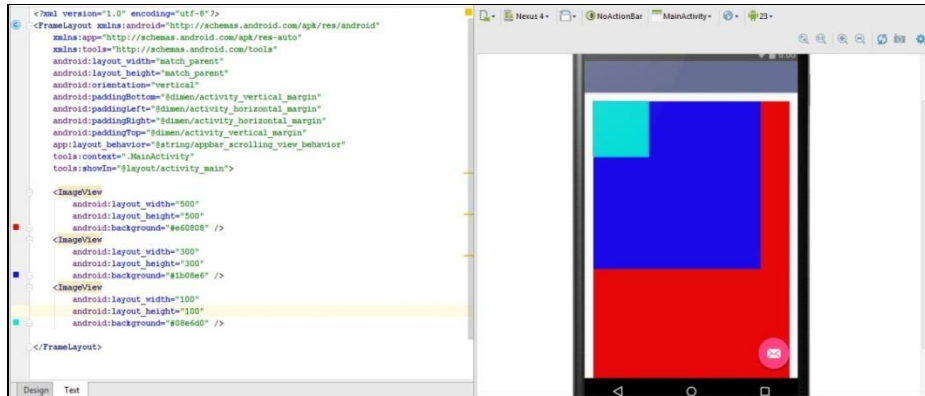 <?xml version="1.0" encoding="utf-8"?>
<FrameLayout xmlns:android="http://schemas.android.com/apk/res/android"
xmlns:app="http://schemas.android.com/apk/res-auto"
xmlns:tools="http://schemas.android.com/tools"
android:layout_width="match_parent"
android:layout_height="match_parent"
android:orientation="vertical"
android:paddingBottom="@dimen/activity_vertical_margin"
android:paddingLeft="@dimen/activity_horizontal_margin"
android:paddingRight="@dimen/activity_horizontal_margin"
android:paddingTop="@dimen/activity_vertical_margin"
app:layout_behavior="@string/appbar_scrolling_view_behavior"
tools:context=".MainActivity"
tools:showIn="@layout/activity_main">
<ImageView
android:layout_width="500"
android:layout_height="500"
android:background="#e60808" />
<ImageView
android:layout_width="300"
android:layout_height="300"
android:background="#1b08e6" />
<ImageView
android:layout_width="100"
android:layout_height="100"
android:background="#08e6d0" />
</FrameLayout>
Design Text
Nexus 4 NoActionBar MainActivity 23
6:00